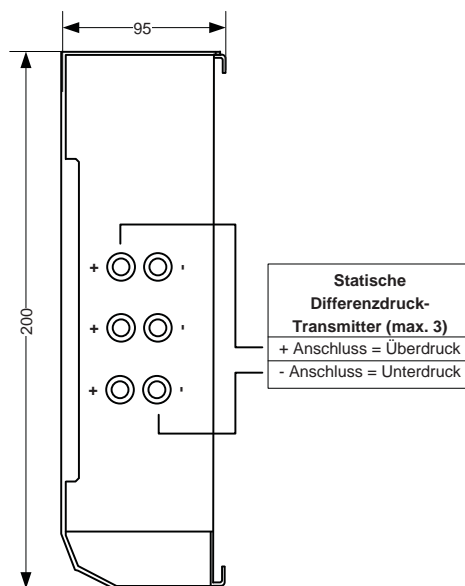 95
200
+ -
+ -
+ -
Statische
Differenzdruck-
Transmitter (max. 3)
+ Anschluss = Überdruck
- Anschluss = Unterdruck